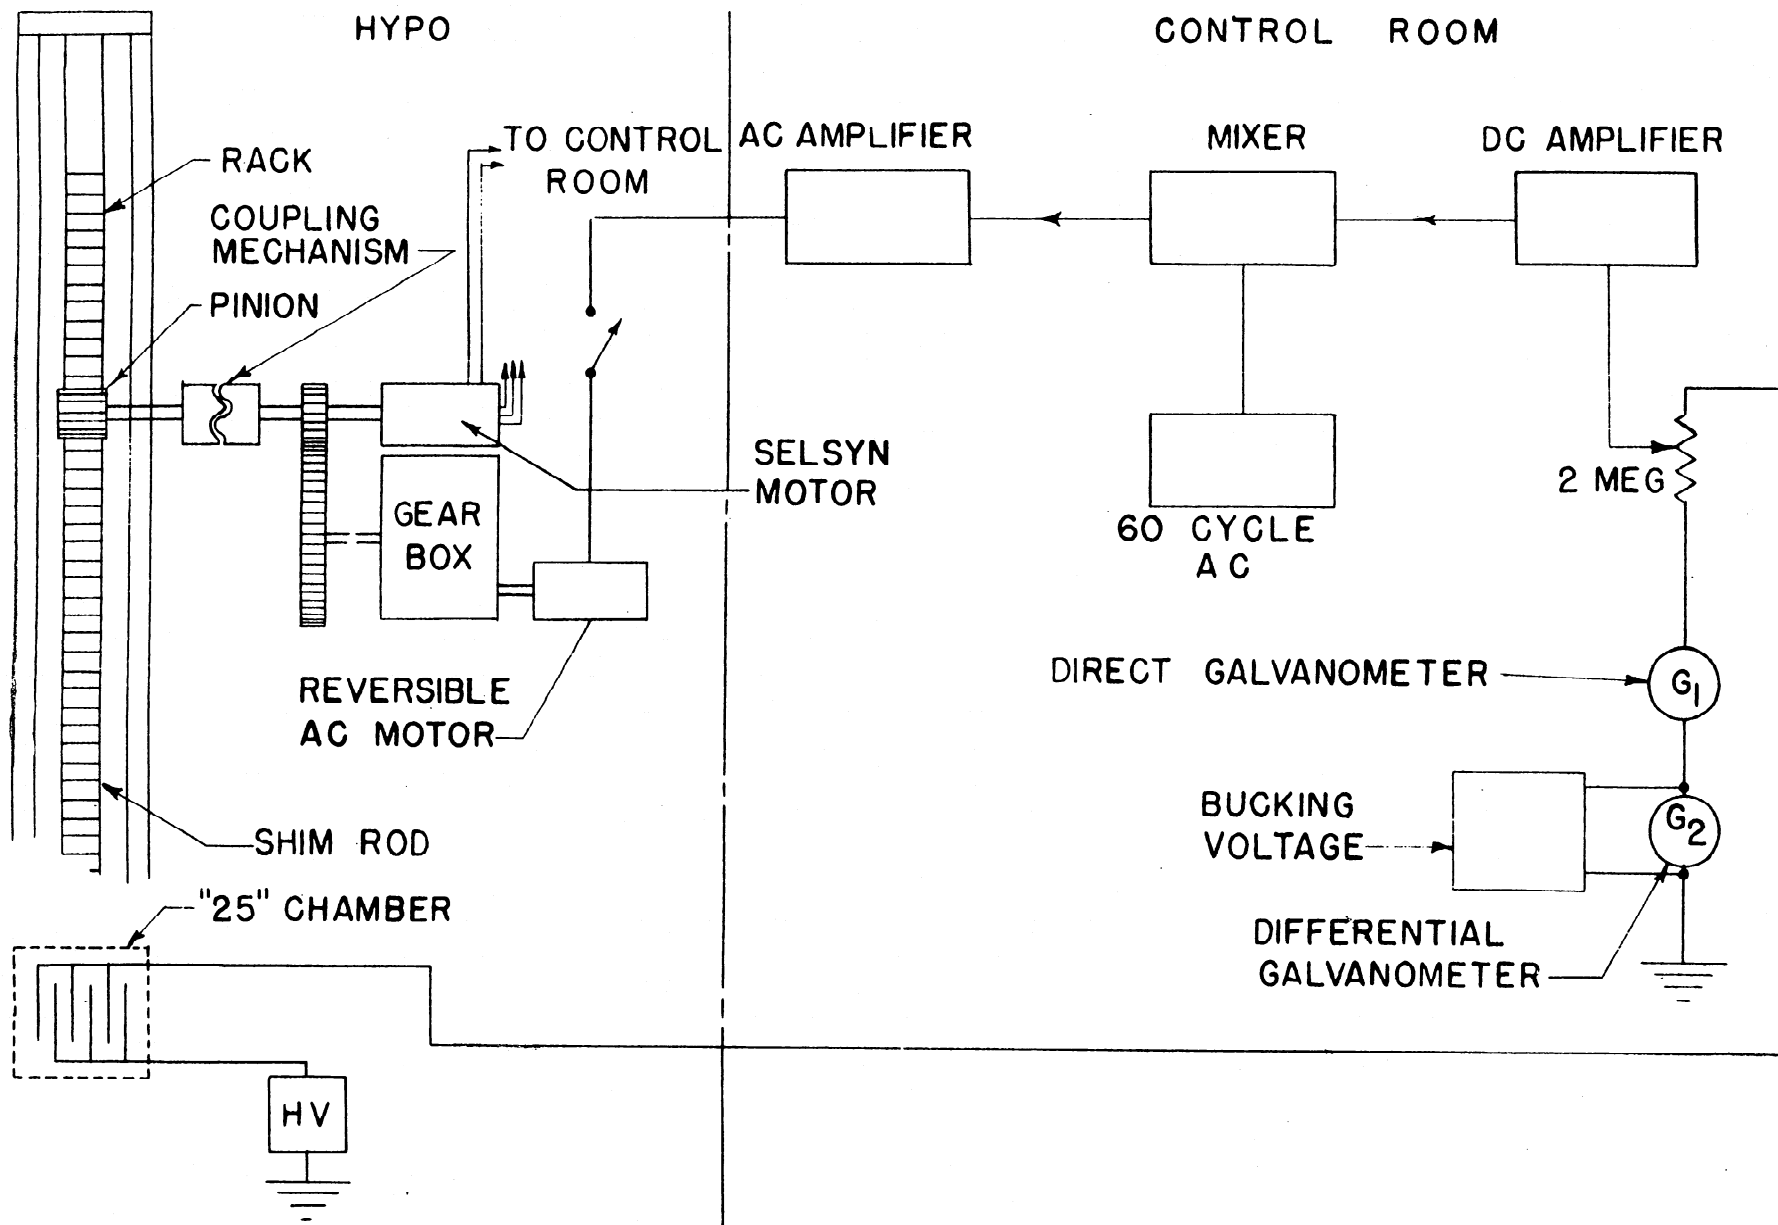 HYPO
CONTROL ROOM
RACK
COUPLING
MECHANISM
PINION
TO CONTROL
ROOM
AC AMPLIFIER
MIXER
DC AMPLIFIER
SELSYN
MOTOR
GEAR
BOX
REVERSIBLE
AC MOTOR
60 CYCLE
AC
2 MEG
DIRECT GALVANOMETER
G1
BUCKING
VOLTAGE
G2
DIFFERENTIAL
GALVANOMETER
SHIM ROD
"25" CHAMBER
HV